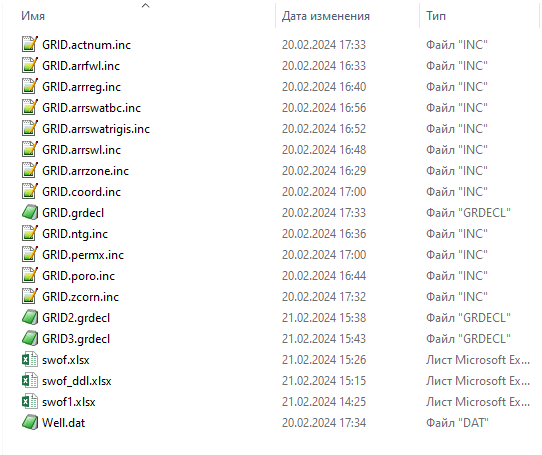 Имя Дата изменения Тип
GRID.actnum.inc 20.02.2024 17:33 Файл "INC"
GRID.arrfwl.inc 20.02.2024 16:33 Файл "INC"
GRID.arrreg.inc 20.02.2024 16:40 Файл "INC"
GRID.arrswatbc.inc 20.02.2024 16:56 Файл "INC"
GRID.arrswatrigis.inc 20.02.2024 16:52 Файл "INC"
GRID.arrswl.inc 20.02.2024 16:48 Файл "INC"
GRID.arrzone.inc 20.02.2024 16:29 Файл "INC"
GRID.coord.inc 20.02.2024 17:00 Файл "INC"
GRID.grdecl 20.02.2024 17:33 Файл "GRDECL"
GRID.ntg.inc 20.02.2024 16:36 Файл "INC"
GRID.permx.inc 20.02.2024 17:00 Файл "INC"
GRID.poro.inc 20.02.2024 16:44 Файл "INC"
GRID.zcorn.inc 20.02.2024 17:32 Файл "INC"
GRID2.grdecl 21.02.2024 15:38 Файл "GRDECL"
GRID3.grdecl 21.02.2024 15:43 Файл "GRDECL"
swof.xlsx 21.02.2024 15:26 Лист Microsoft Ex...
swof_ddl.xlsx 21.02.2024 15:15 Лист Microsoft Ex...
swof1.xlsx 21.02.2024 14:25 Лист Microsoft Ex...
Well.dat 20.02.2024 17:34 Файл "DAT"